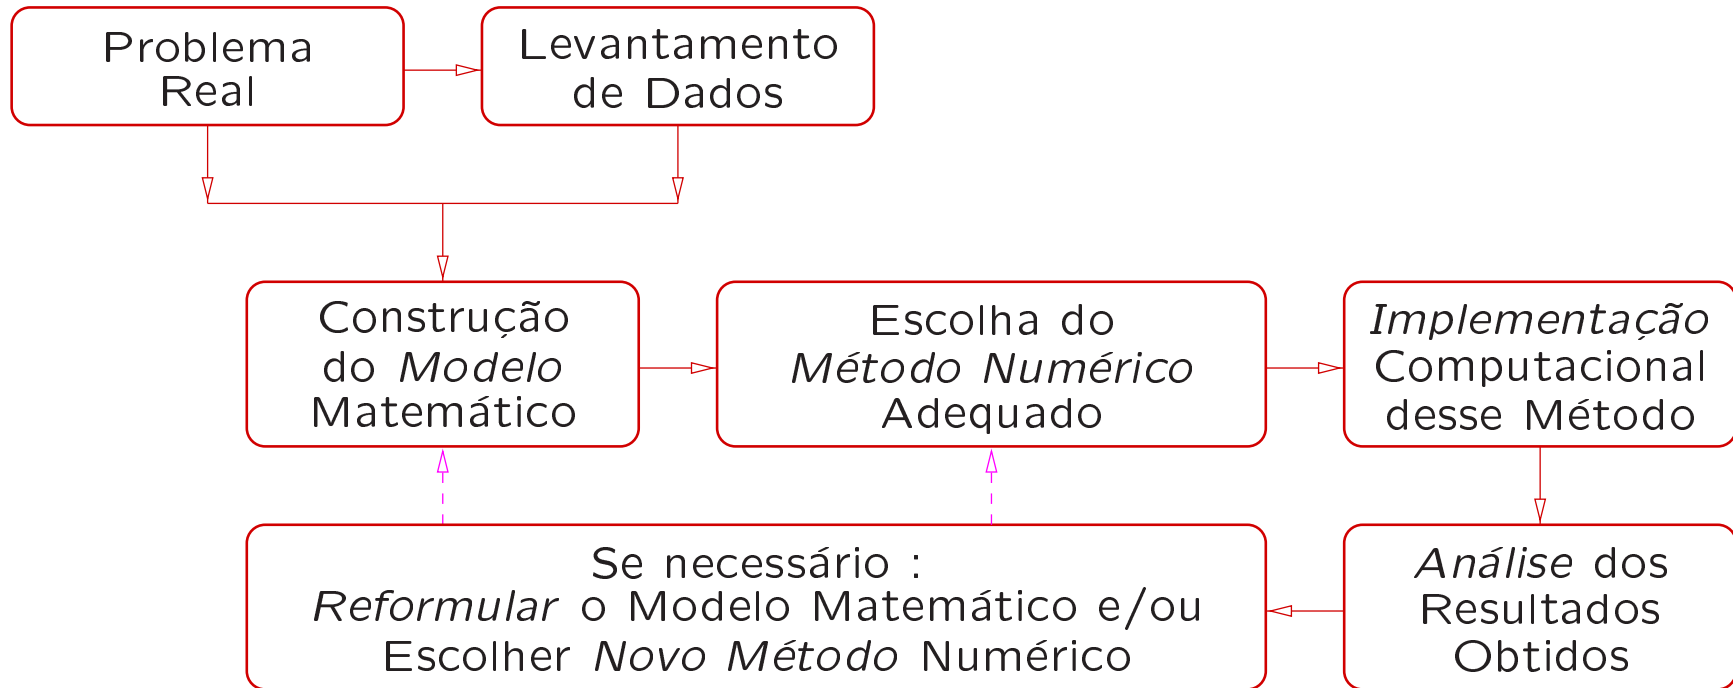 Problema
Real
Levantamento
de Dados
Construção
do Modelo
Matemático
Escolha do
Método Numérico
Adequado
Implementação
Computacional
desse Método
Se necessário :
Reformular o Modelo Matemático e/ou
Escolher Novo Método Numérico
Análise dos
Resultados
Obtidos